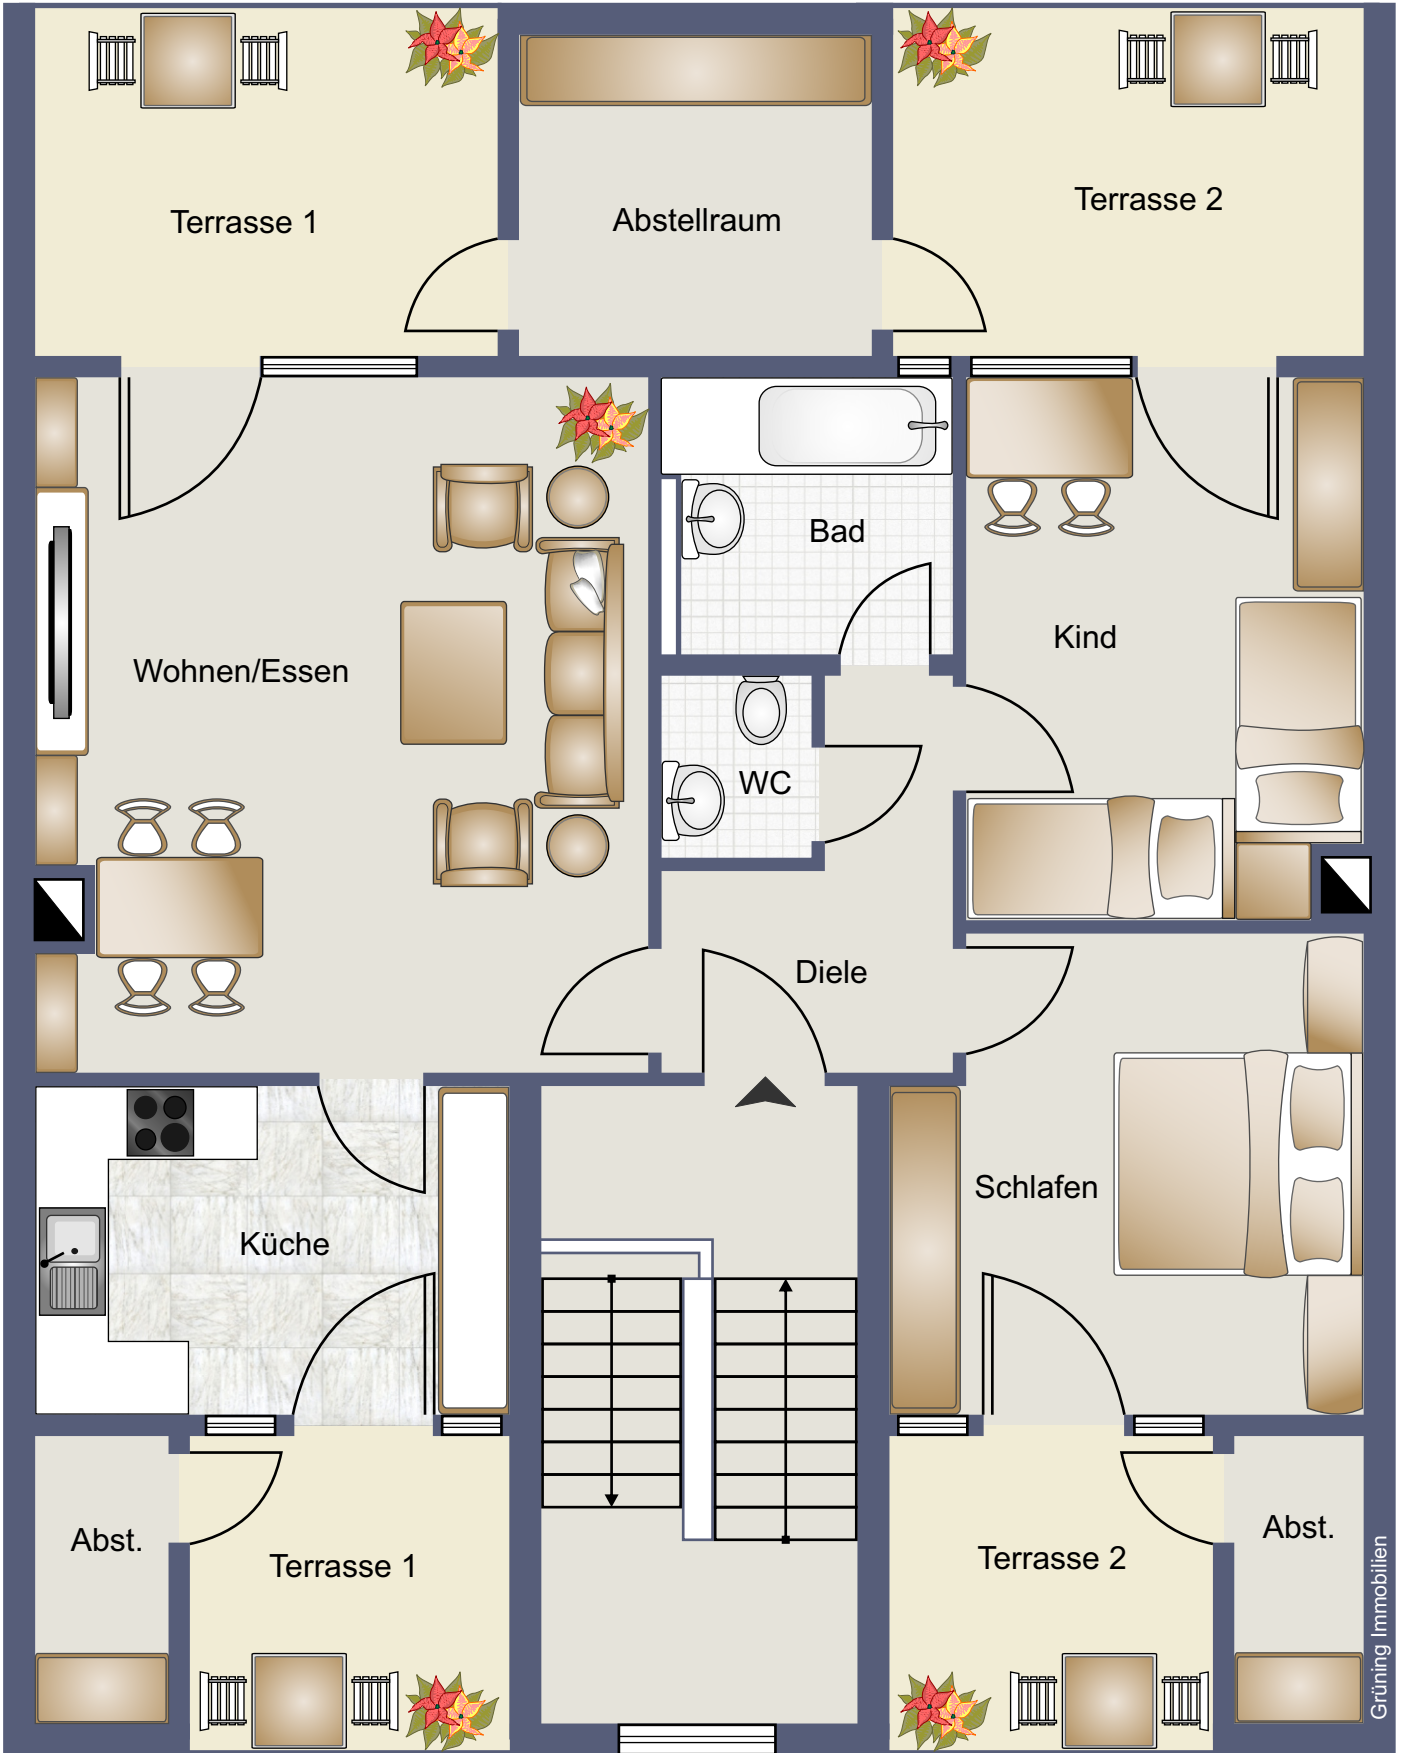 Terrasse 1
Abstellraum
Terrasse 2
Bad
Kind
Wohnen/Essen
WC
Diele
Schlafen
Küche
Abst.
Terrasse 1
Terrasse 2
Abst.
Grüning Immobilien